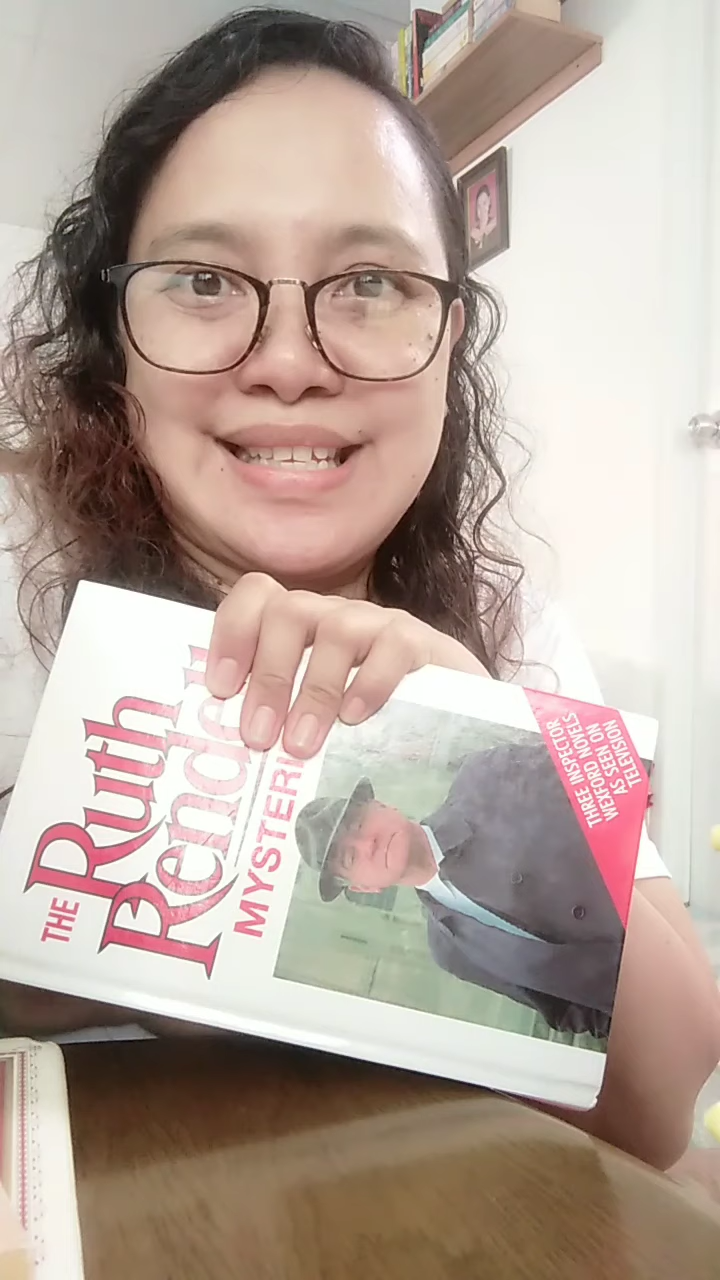 THE
Ruth
Rendell
MYSTERI
THREE INSPECTOR
WEXFORD NOVELS
AS SEEN ON
TELEVISION